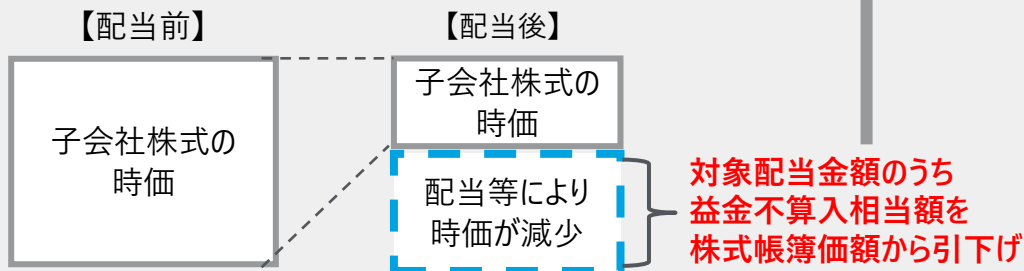 【配当前】
【配当後】
子会社株式の
時価
子会社株式の
時価
配当等により
時価が減少
対象配当金額のうち
益金不算入相当額を
株式帳簿価額から引下げ